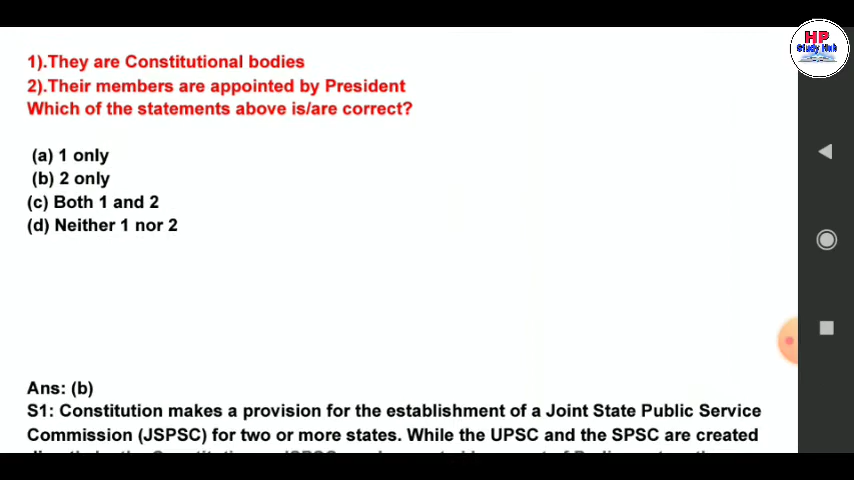 HP
Study Hub
1).They are Constitutional bodies
2).Their members are appointed by President
Which of the statements above is/are correct?
(a) 1 only
(b) 2 only
(c) Both 1 and 2
(d) Neither 1 nor 2
Ans: (b)
S1: Constitution makes a provision for the establishment of a Joint State Public Service
Commission (JSPSC) for two or more states. While the UPSC and the SPSC are created